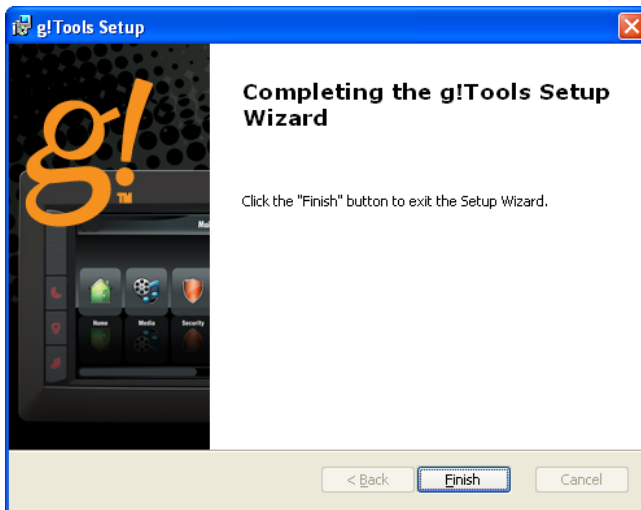 g!Tools Setup
Completing the g!Tools Setup
Wizard
Click the "Finish" button to exit the Setup Wizard.
g!
TM
Mai
Home Media Security
< Back Finish Cancel